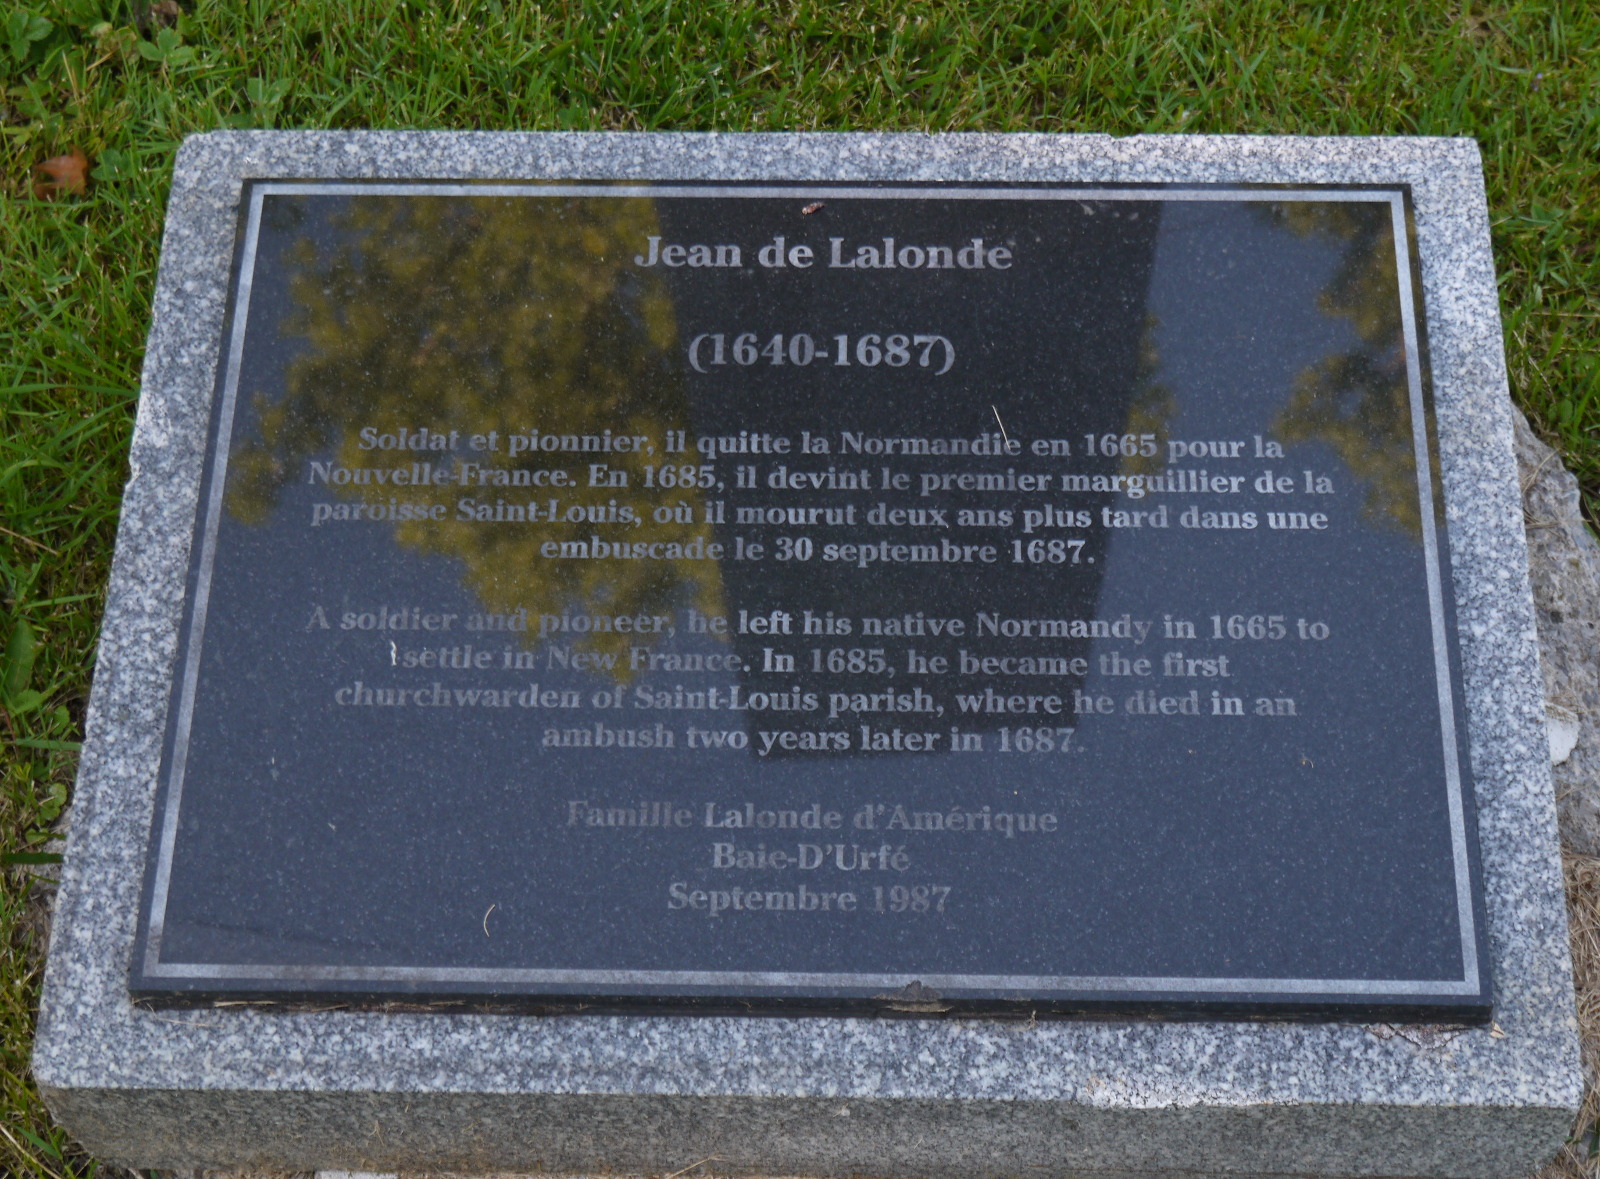 Jean de Lalonde
(1640-1687)
Soldat et pionnier, il quitte la Normandie en 1665 pour la
Nouvelle-France. En 1685, il devint le premier marguillier de la
paroisse Saint-Louis, où il mourut deux ans plus tard dans une
embuscade le 30 septembre 1687.
A soldier and pioneer, he left his native Normandy in 1665 to
settle in New France. In 1685, he became the first
churchwarden of Saint-Louis parish, where he died in an
ambush two years later in 1687.
Famille Lalonde d'Amérique
Baie-D'Urfé
Septembre 1987